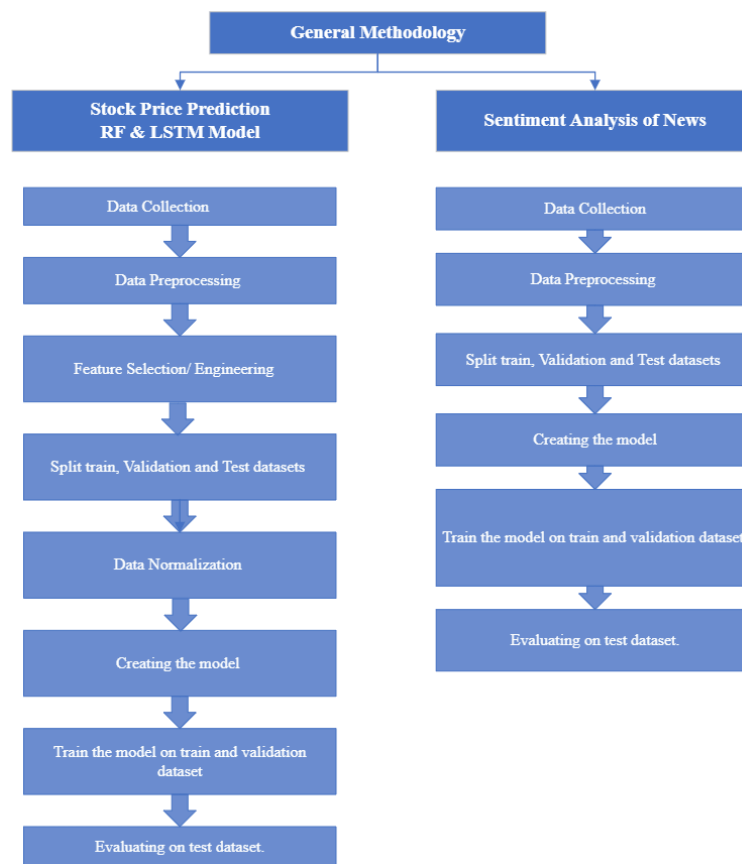 General Methodology
Stock Price Prediction
RF & LSTM Model
Data Collection
Data Preprocessing
Feature Selection/ Engineering
Split train, Validation and Test datasets
Data Normalization
Creating the model
Train the model on train and validation
dataset
Evaluating on test dataset.
Sentiment Analysis of News
Data Collection
Data Preprocessing
Split train, Validation and Test datasets
Creating the model
Train the model on train and validation dataset
Evaluating on test dataset.